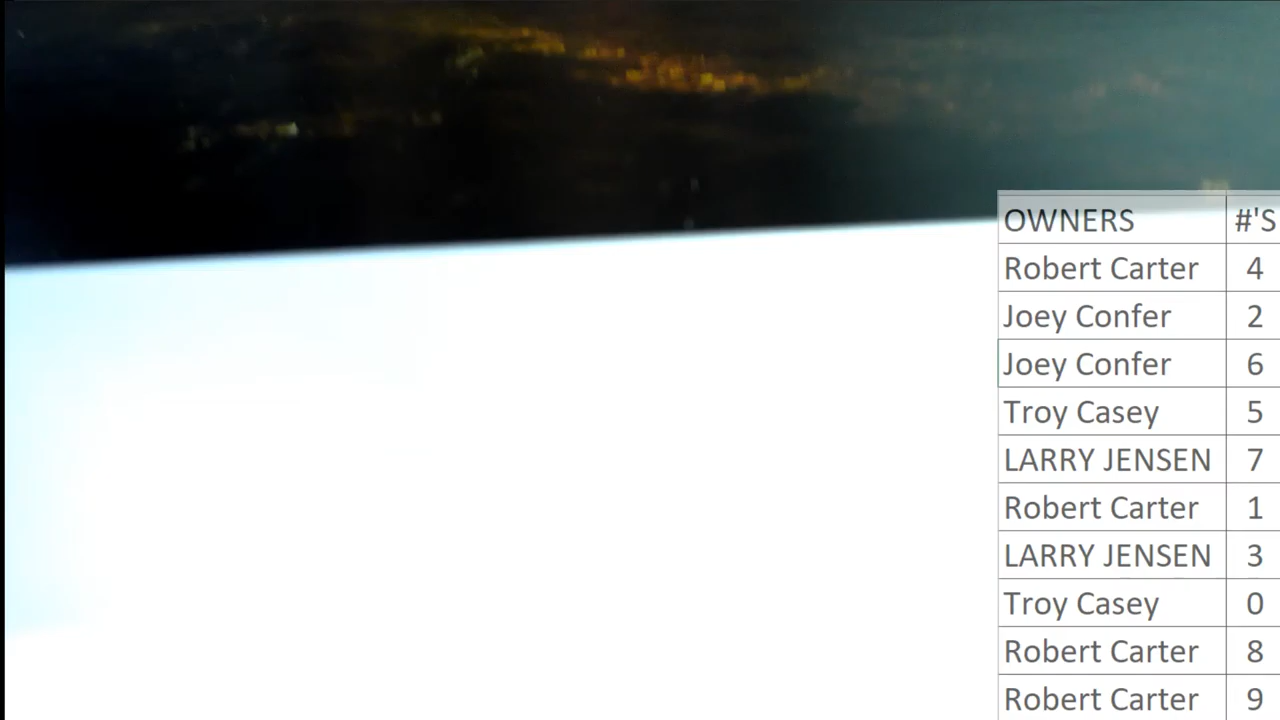 OWNERS #'S
Robert Carter 4
Joey Confer 2
Joey Confer 6
Troy Casey 5
LARRY JENSEN 7
Robert Carter 1
LARRY JENSEN 3
Troy Casey 0
Robert Carter 8
Robert Carter 9